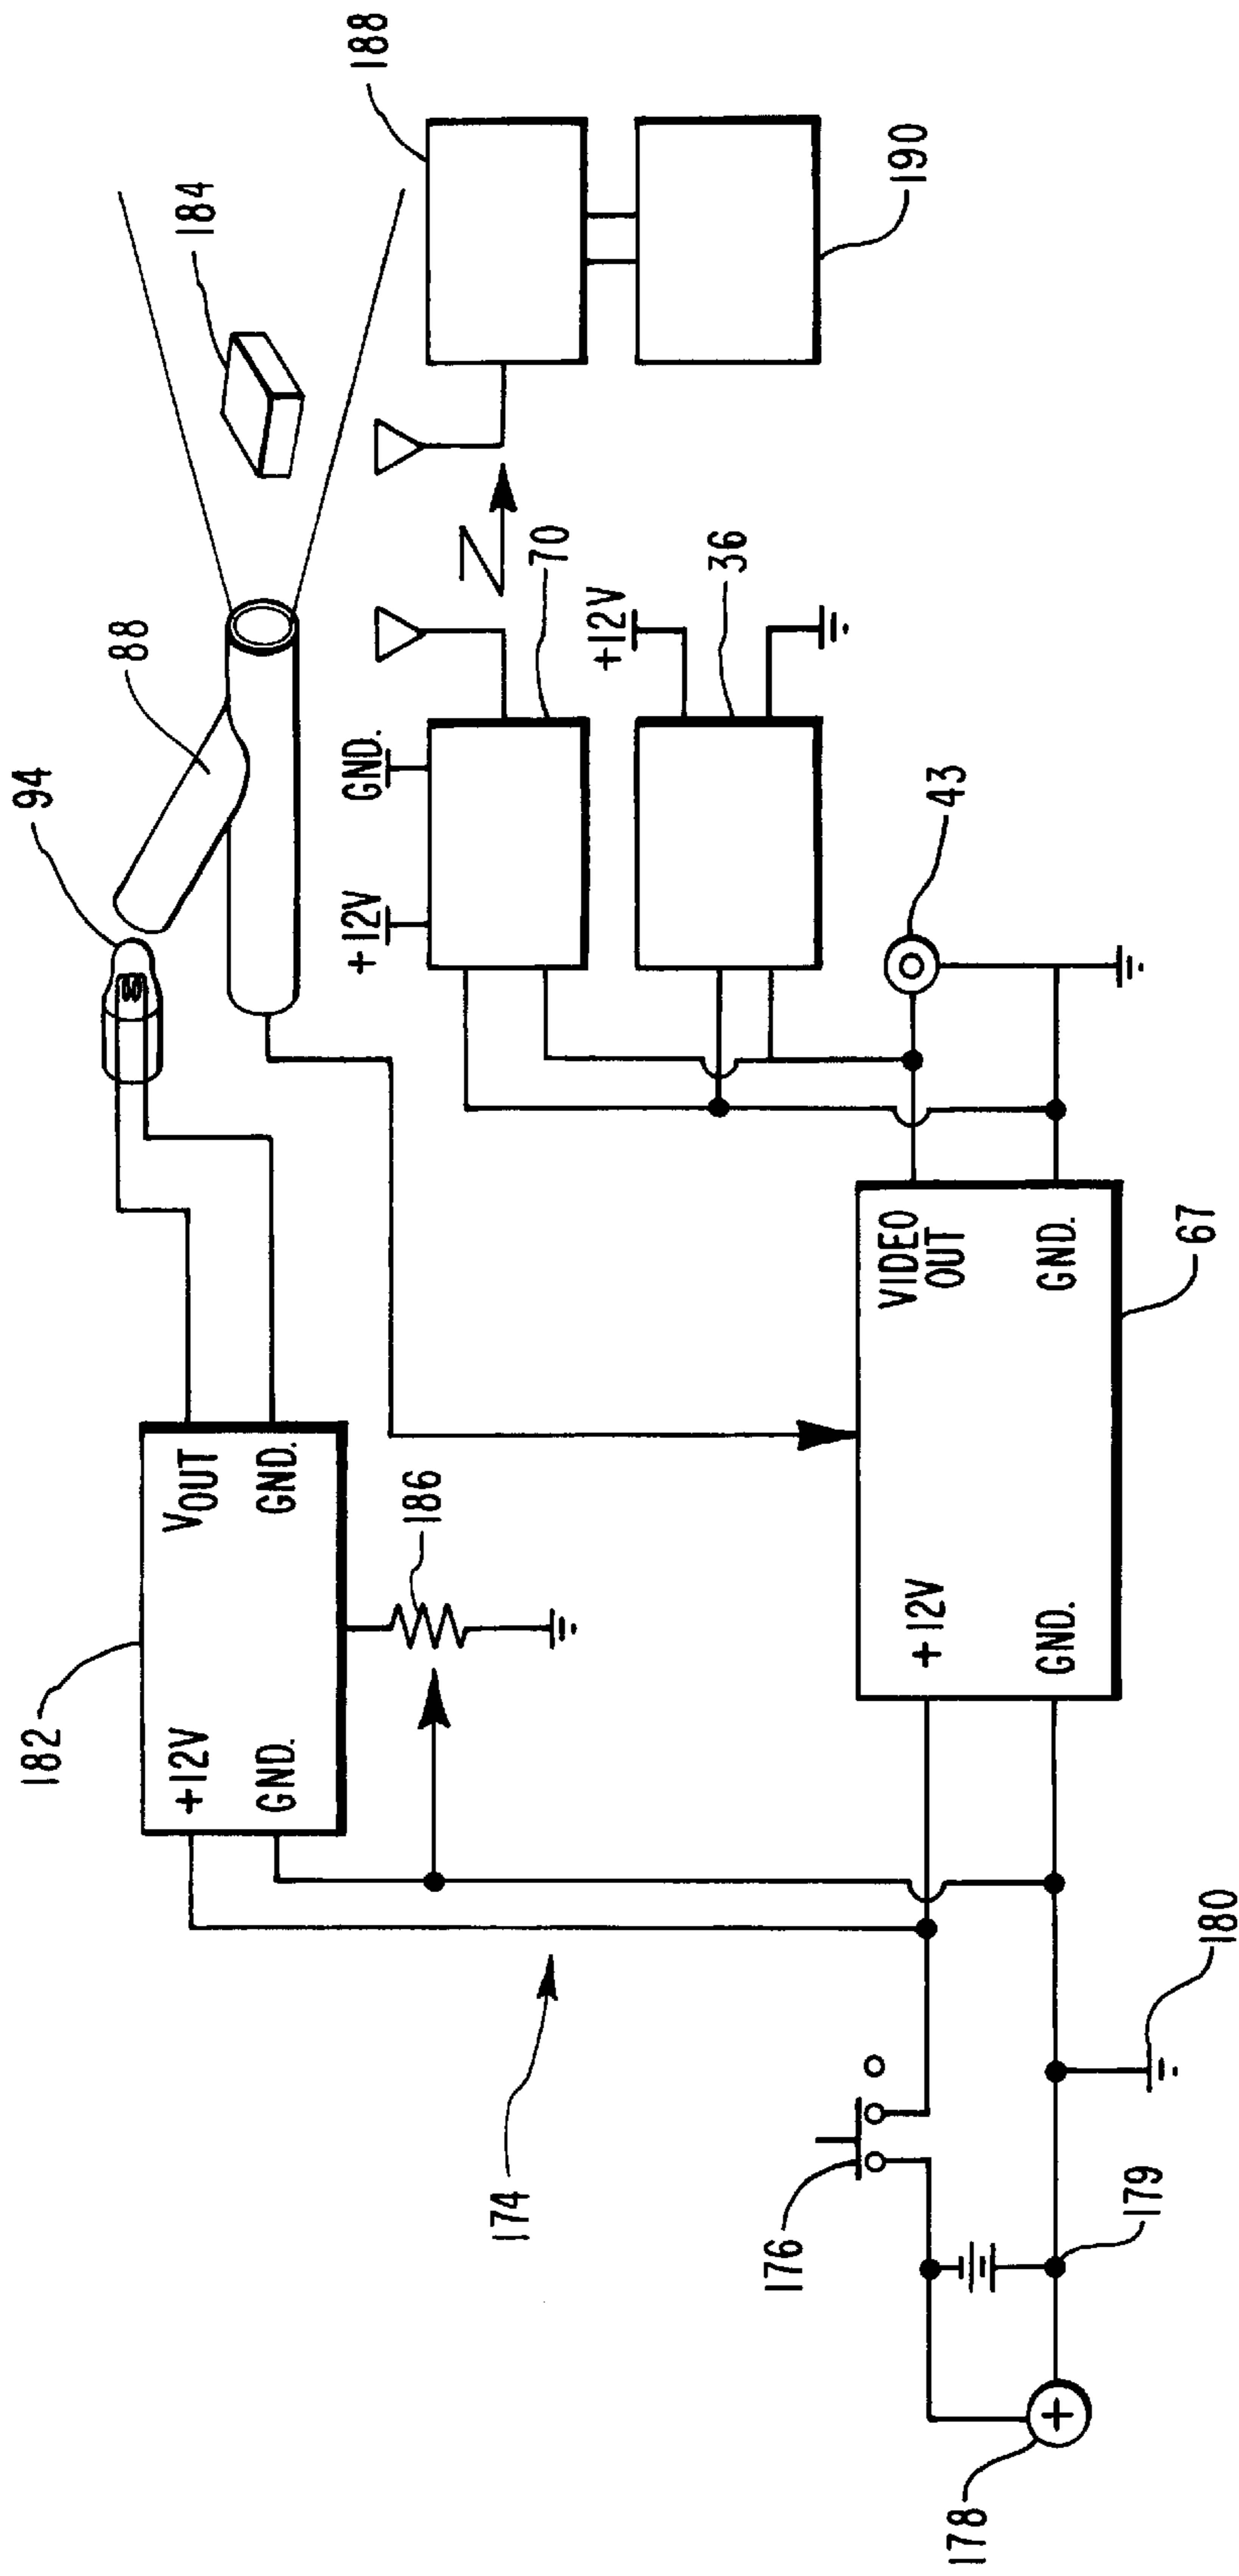 94
88
184
188
182
+12V
GND.
VOUT
GND.
186
+12V
GND.
70
+12V
36
190
174
43
176
+12V
GND.
VIDEO
OUT
GND.
67
178
179
180